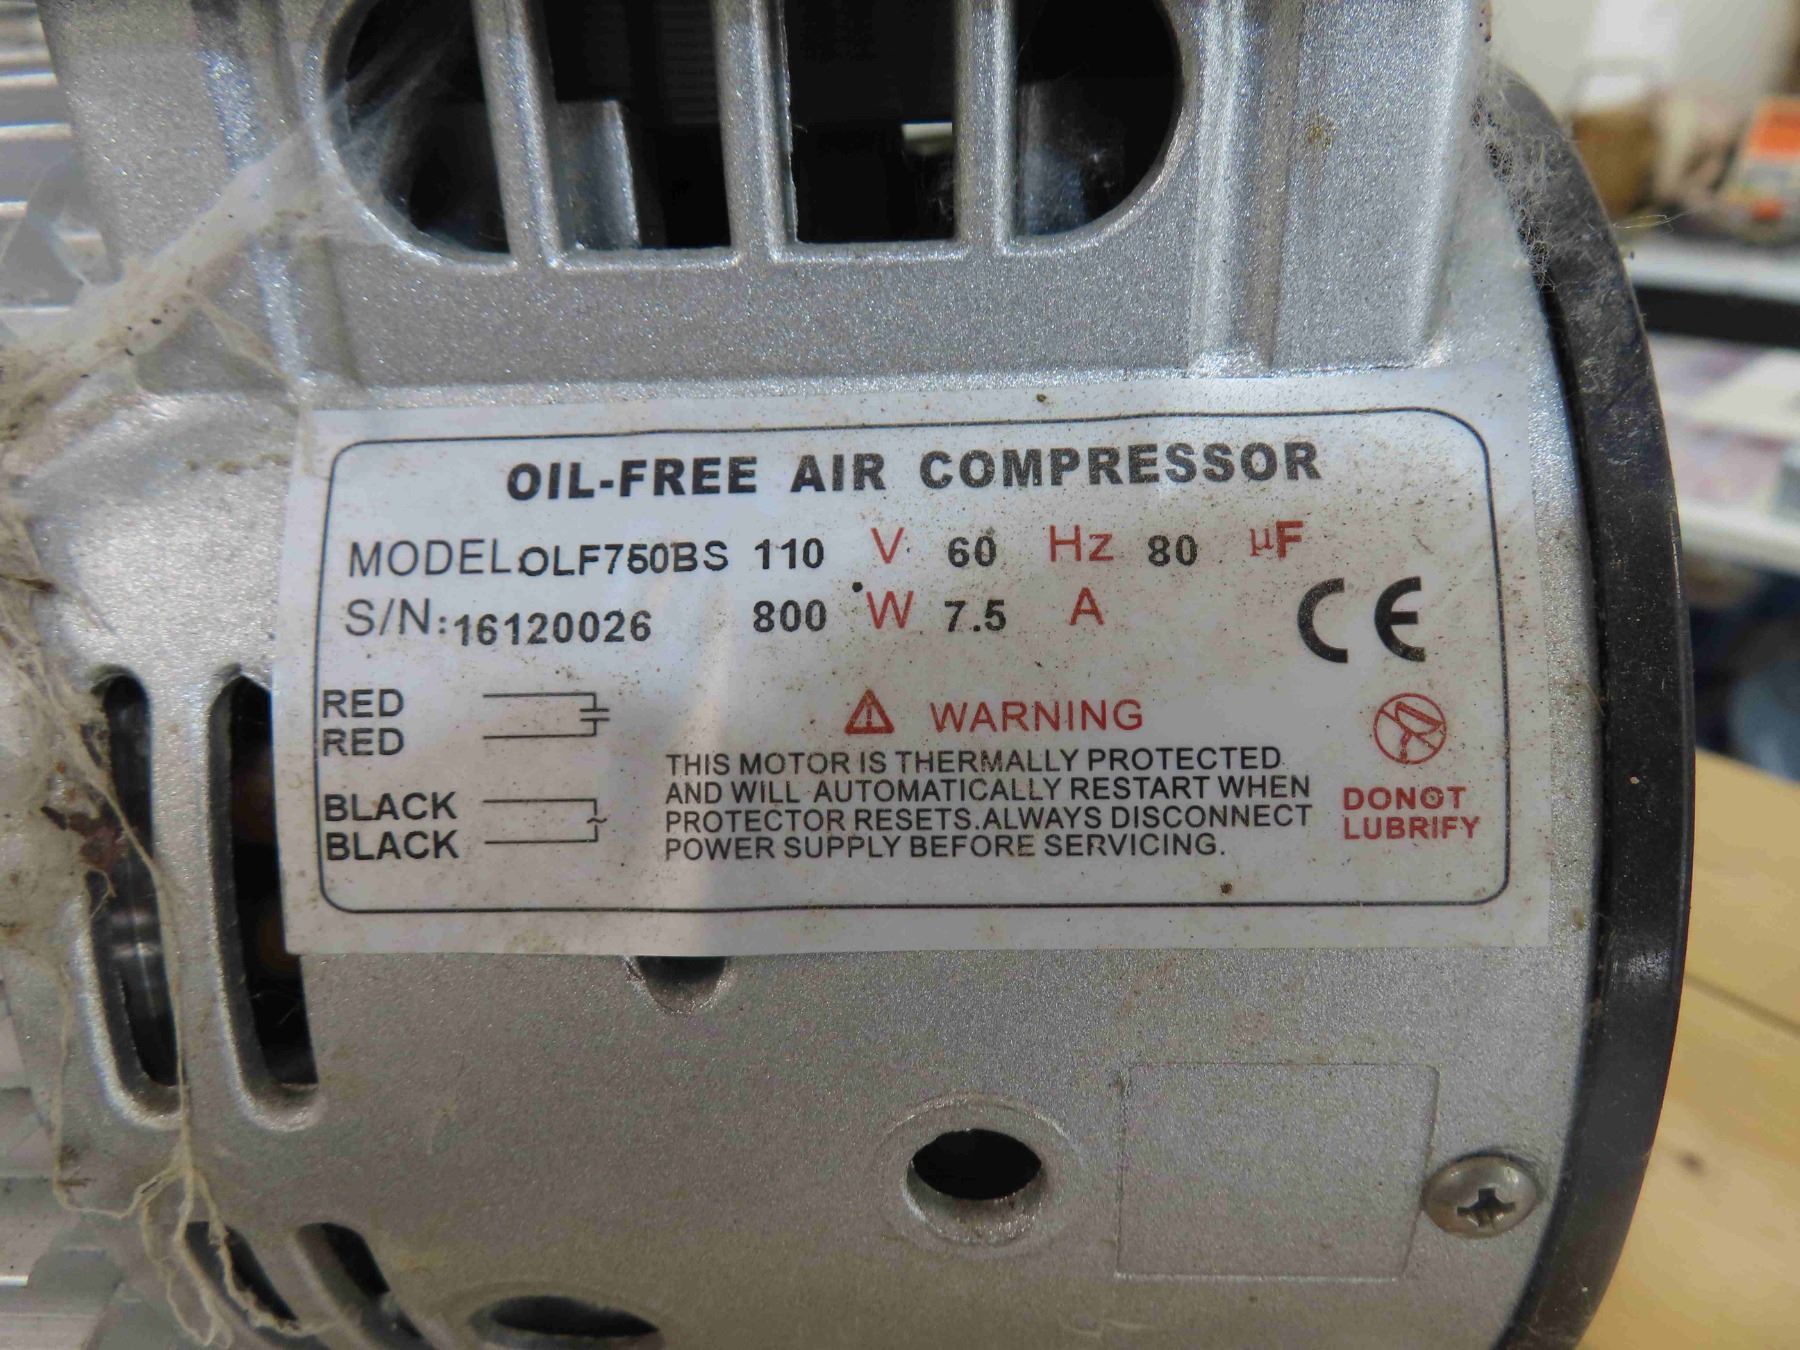 OIL-FREE AIR COMPRESSOR
MODEL:OLF750BS 110 V 60 Hz 80 µF
S/N:16120026 800 W 7.5 A
CE
RED
RED
BLACK
BLACK
WARNING
THIS MOTOR IS THERMALLY PROTECTED
AND WILL AUTOMATICALLY RESTART WHEN
PROTECTOR RESETS.ALWAYS DISCONNECT
POWER SUPPLY BEFORE SERVICING.
DONOT
LUBRIFY